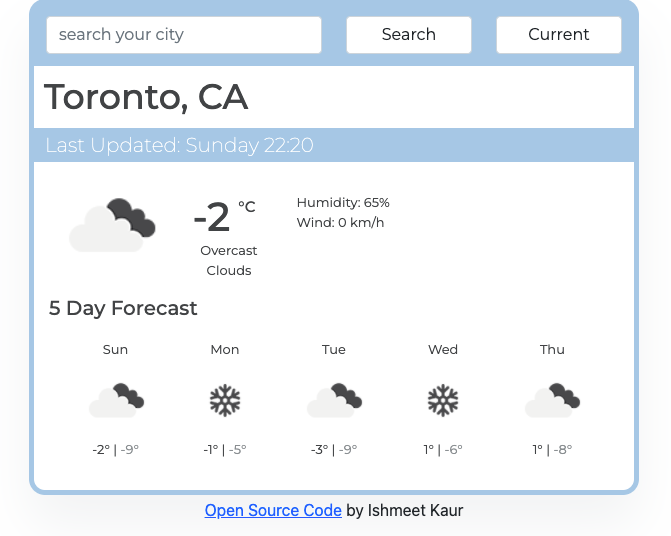 search your city
Search
Current
Toronto, CA
Last Updated: Sunday 22:20
-2 °C
Humidity: 65%
Wind: 0 km/h
Overcast
Clouds
5 Day Forecast
Sun Mon Tue Wed Thu
-2° | -9° -1° | -5° -3° | -9° 1° | -6° 1° | -8°
Open Source Code by Ishmeet Kaur